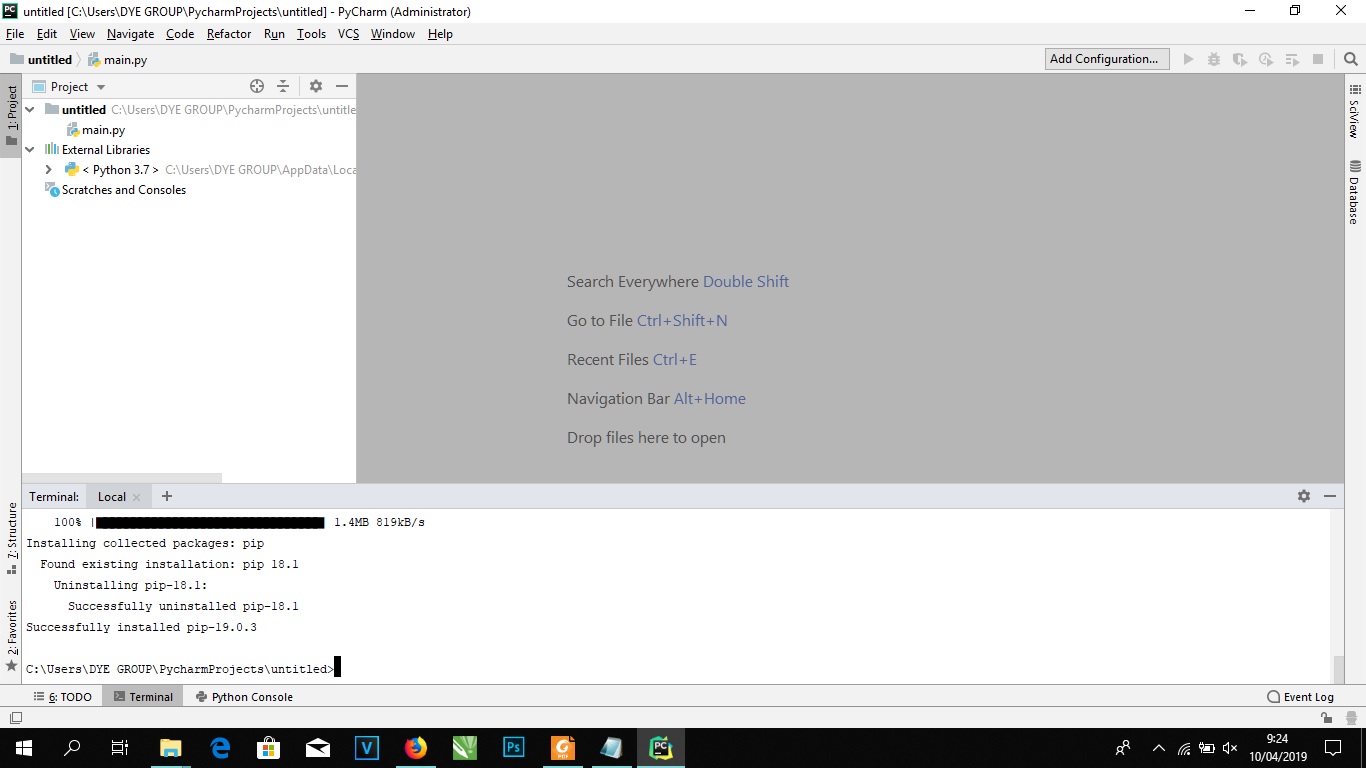 untitled [C:\Users\DYE GROUP\PycharmProjects\untitled] - PyCharm (Administrator)
File Edit View Navigate Code Refactor Run Tools VCS Window Help
untitled main.py Add Configuration...
1: Project
Project
untitled C:\Users\DYE GROUP\PycharmProjects\untitle
main.py
External Libraries
< Python 3.7 > C:\Users\DYE GROUP\AppData\Loca
Scratches and Consoles
SciView
Database
Search Everywhere Double Shift
Go to File Ctrl+Shift+N
Recent Files Ctrl+E
Navigation Bar Alt+Home
Drop files here to open
7: Structure
2: Favorites
Terminal: Local
100% | 1.4MB 819kB/s
Installing collected packages: pip
Found existing installation: pip 18.1
Uninstalling pip-18.1:
Successfully uninstalled pip-18.1
Successfully installed pip-19.0.3
C:\Users\DYE GROUP\PycharmProjects\untitled>
6: TODO Terminal Python Console Event Log
V Ps PDF PC
9:24
10/04/2019